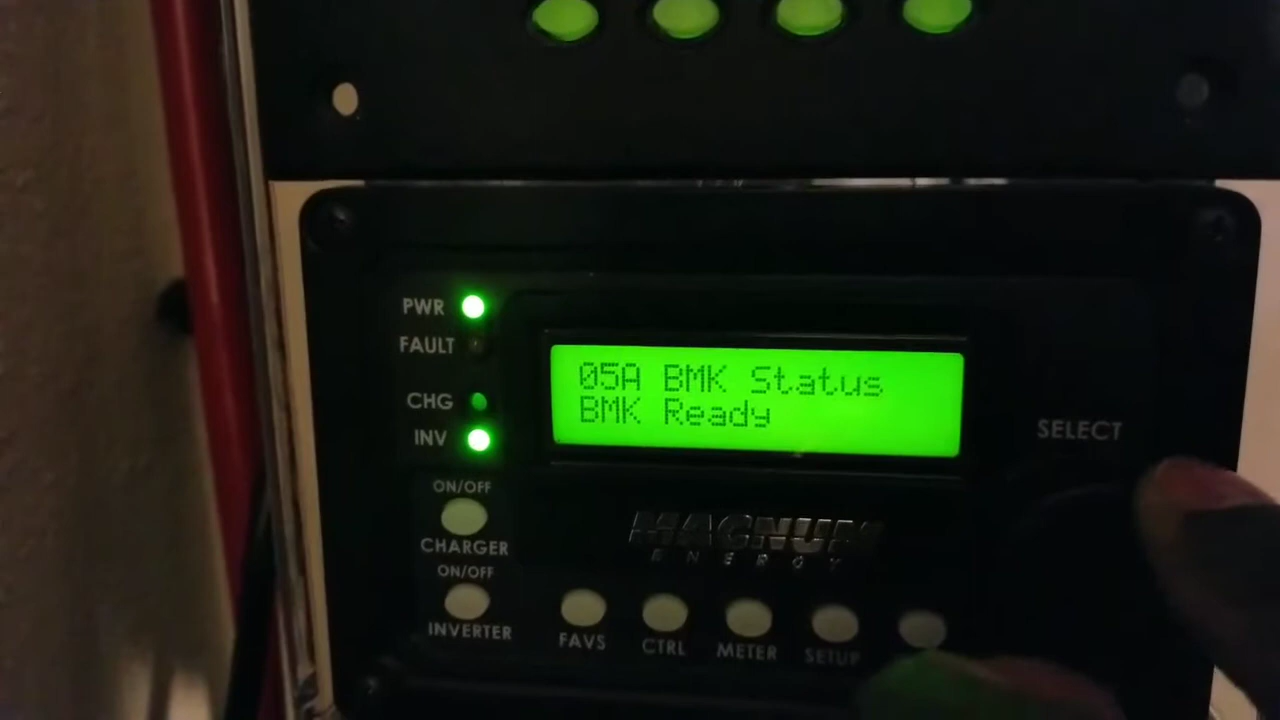 PWR
FAULT
CHG
INV
05A BMK Status
BMK Ready
SELECT
ON/OFF
CHARGER
ON/OFF
INVERTER
MAGNUM
ENERGY
FAVS
CTRL
METER
SETUP